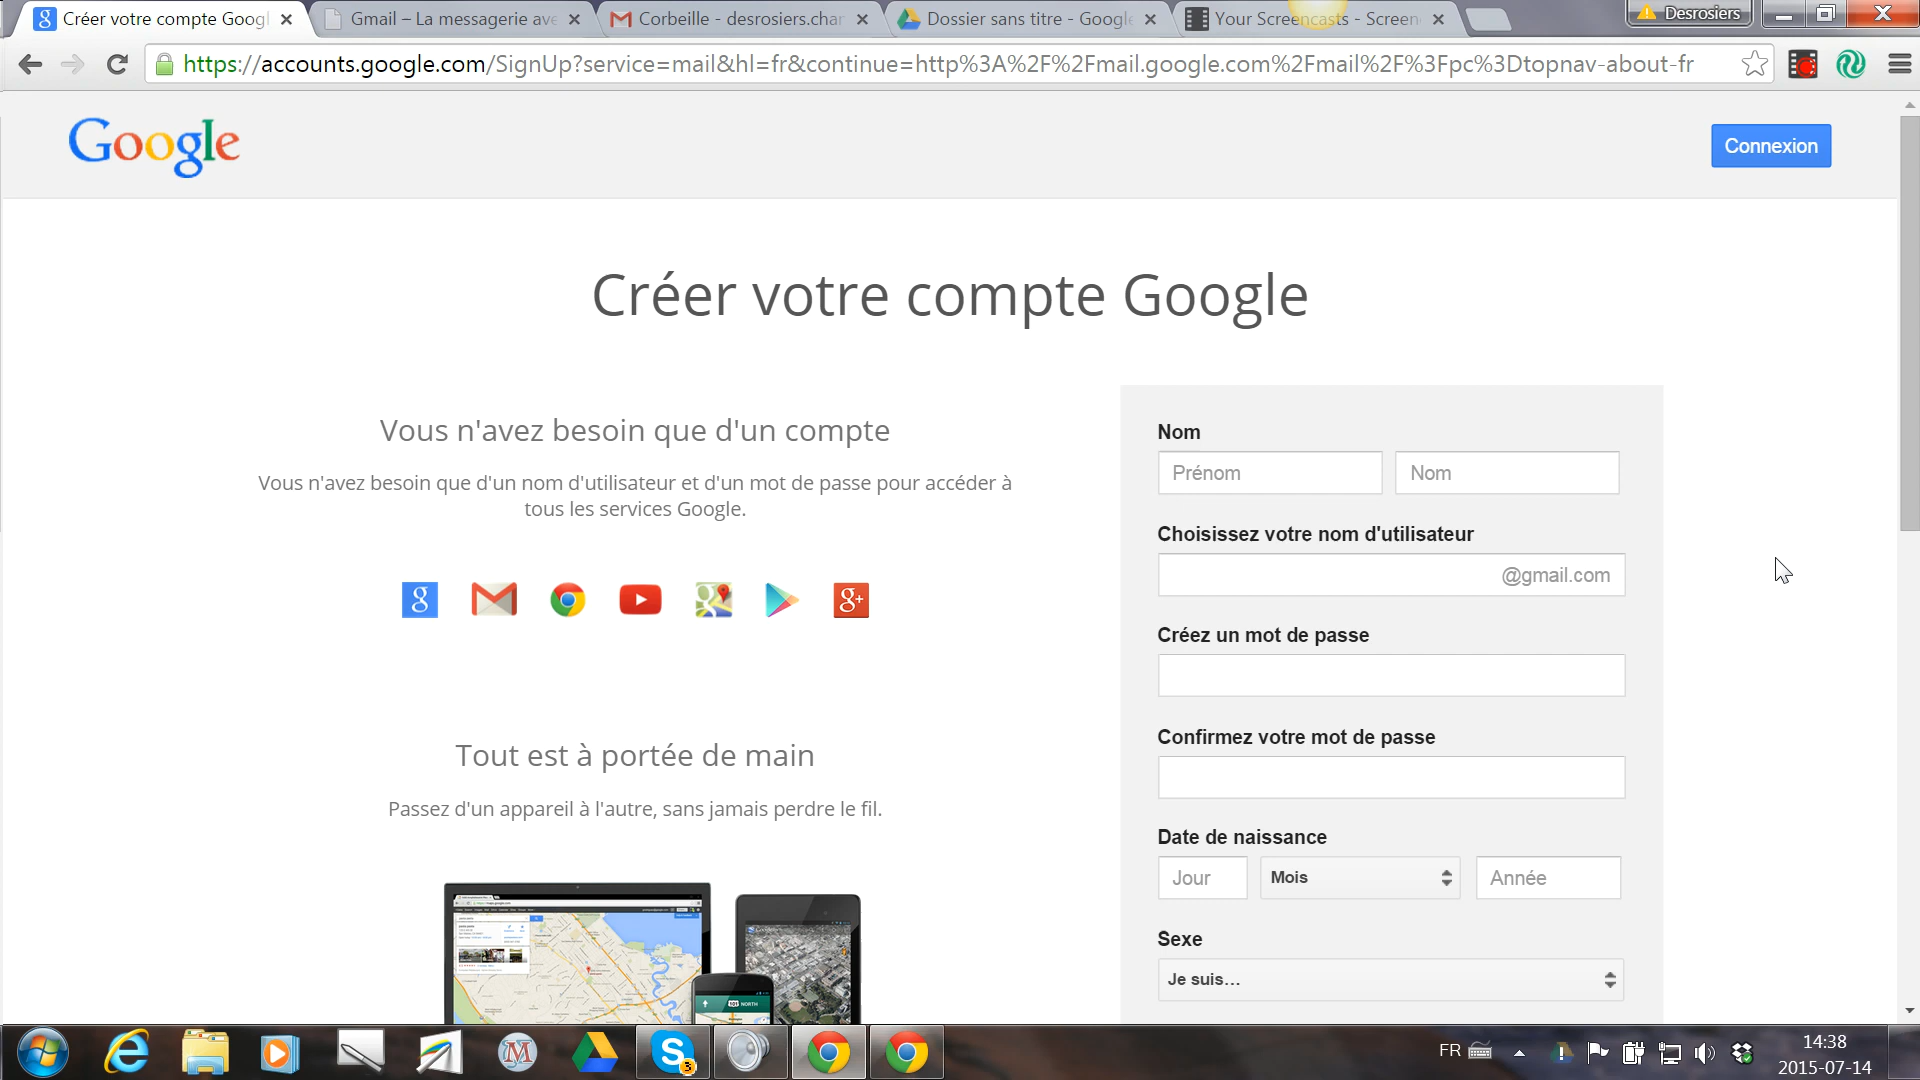 Créer votre compte Googl
Gmail – La messagerie ave
Corbeille - desrosiers.char
Dossier sans titre - Google
Your Screencasts - Screen
Desrosiers
https://accounts.google.com/SignUp?service=mail&hl=fr&continue=http%3A%2F%2Fmail.google.com%2Fmail%2F%3Fpc%3Dtopnav-about-fr
Google
Connexion
Créer votre compte Google
Vous n'avez besoin que d'un compte
Vous n'avez besoin que d'un nom d'utilisateur et d'un mot de passe pour accéder à
tous les services Google.
Tout est à portée de main
Passez d'un appareil à l'autre, sans jamais perdre le fil.
Nom
Prénom
Nom
Choisissez votre nom d'utilisateur
@gmail.com
Créez un mot de passe
Confirmez votre mot de passe
Date de naissance
Jour
Mois
Année
Sexe
Je suis...
101 NORTH
FR
14:38
2015-07-14